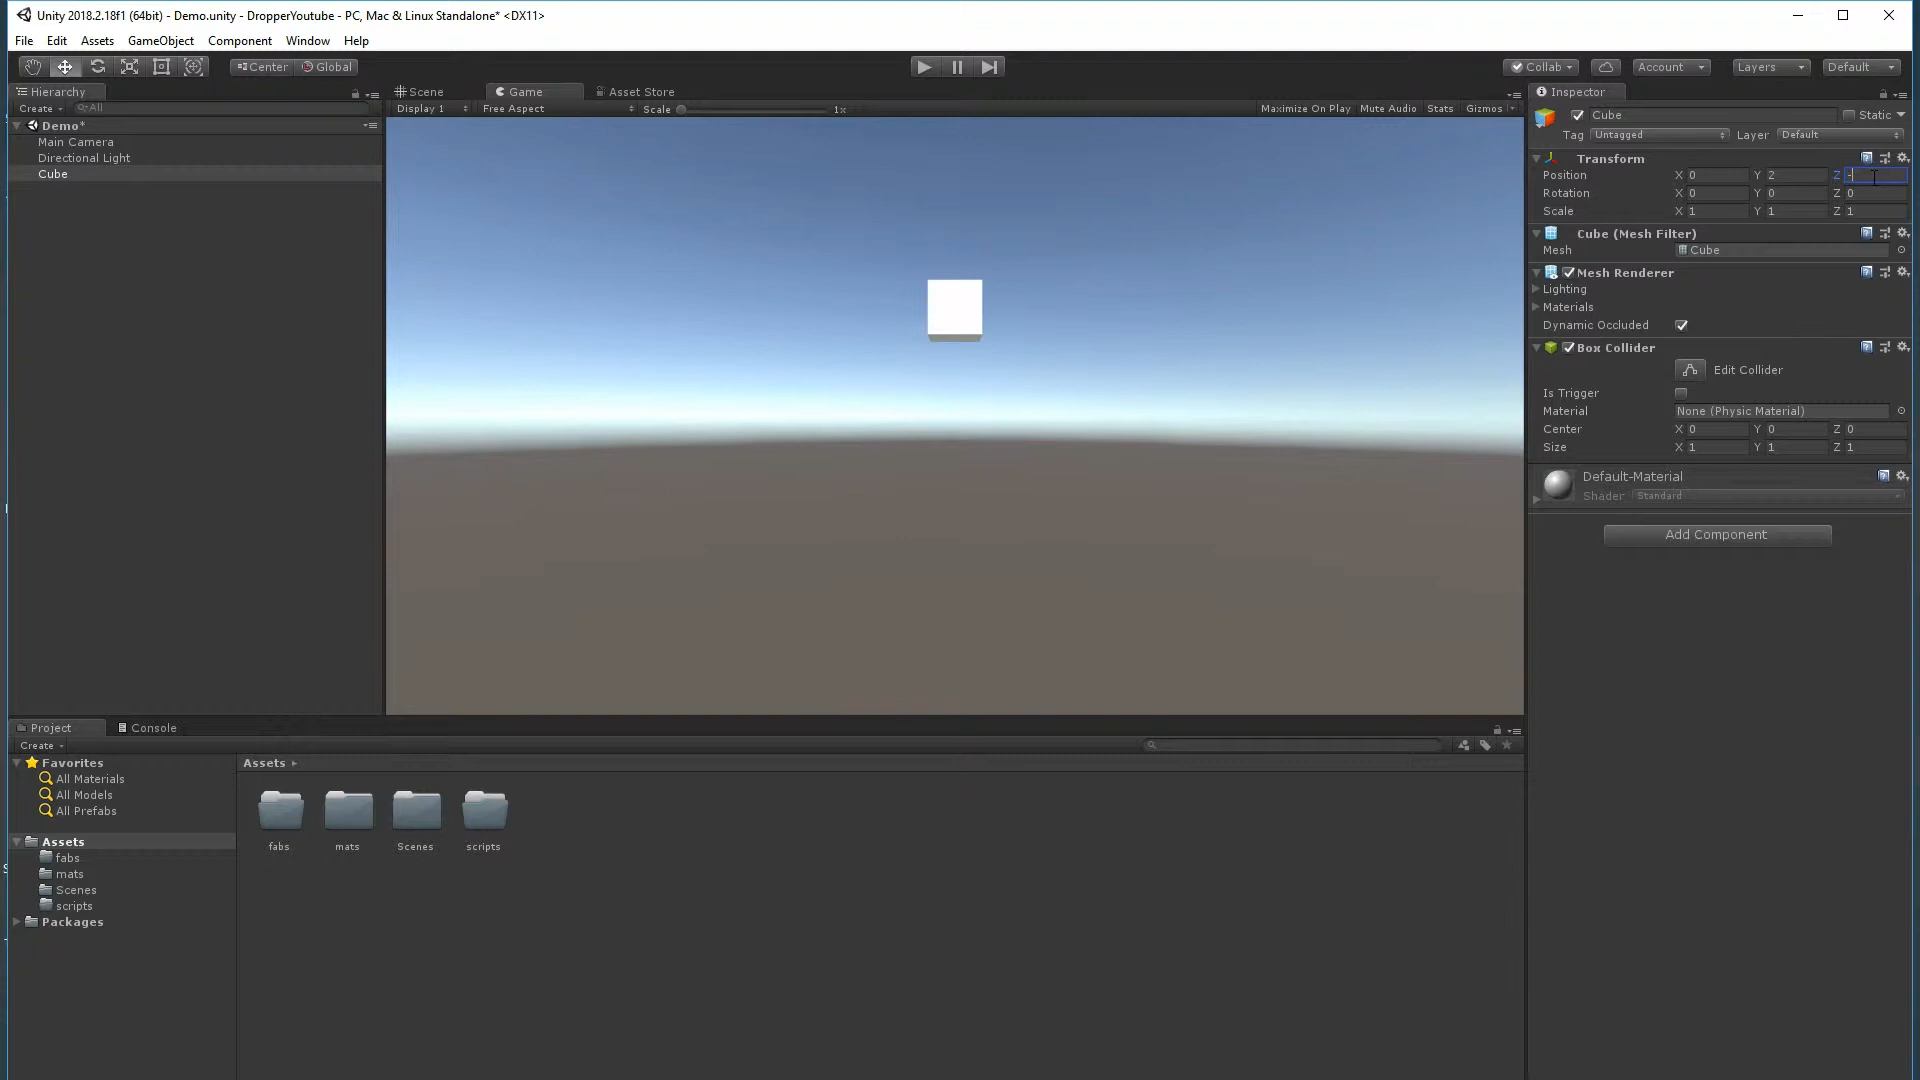 Unity 2018.2.18f1 (64bit) - Demo.unity - DropperYoutube - PC, Mac & Linux Standalone* <DX11>
File Edit Assets GameObject Component Window Help
Center Global Collab Account Layers Default
Hierarchy
Create All
Demo*
Main Camera
Directional Light
Cube
Scene Game Asset Store
Display 1 Free Aspect Scale 1x Maximize On Play Mute Audio Stats Gizmos
Inspector
Cube Static
Tag Untagged Layer Default
Transform
Position X 0 Y 2 Z -
Rotation X 0 Y 0 Z 0
Scale X 1 Y 1 Z 1
Cube (Mesh Filter)
Mesh Cube
Mesh Renderer
Lighting
Materials
Dynamic Occluded
Box Collider
Edit Collider
Is Trigger
Material None (Physic Material)
Center X 0 Y 0 Z 0
Size X 1 Y 1 Z 1
Default-Material
Shader Standard
Add Component
Project Console
Create
Favorites
All Materials
All Models
All Prefabs
Assets
fabs
mats
Scenes
scripts
Packages
Assets
fabs mats Scenes scripts